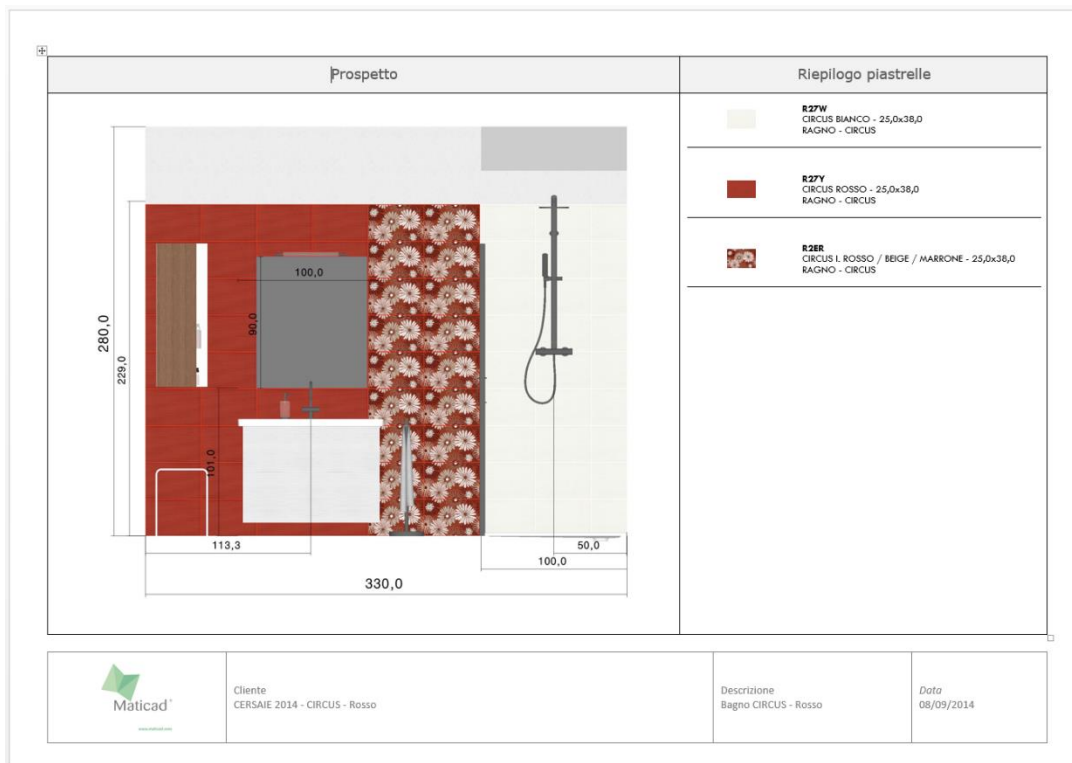 Prospetto
Riepilogo piastrelle
R27W
CIRCUS BIANCO - 25,0x38,0
RAGNO - CIRCUS
R27Y
CIRCUS ROSSO - 25,0x38,0
RAGNO - CIRCUS
R2ER
CIRCUS I. ROSSO / BEIGE / MARRONE - 25,0x38,0
RAGNO - CIRCUS
100,0
90,0
280,0
229,0
101,0
113,3
50,0
100,0
330,0
Maticad
Cliente
CERSAIE 2014 - CIRCUS - Rosso
Descrizione
Bagno CIRCUS - Rosso
Data
08/09/2014